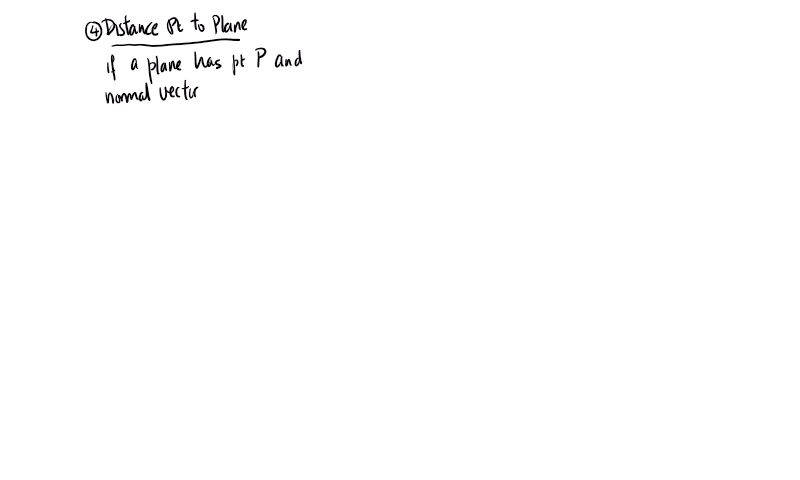 ④ Distance Pt to Plane
if a plane has pt P and
normal vector